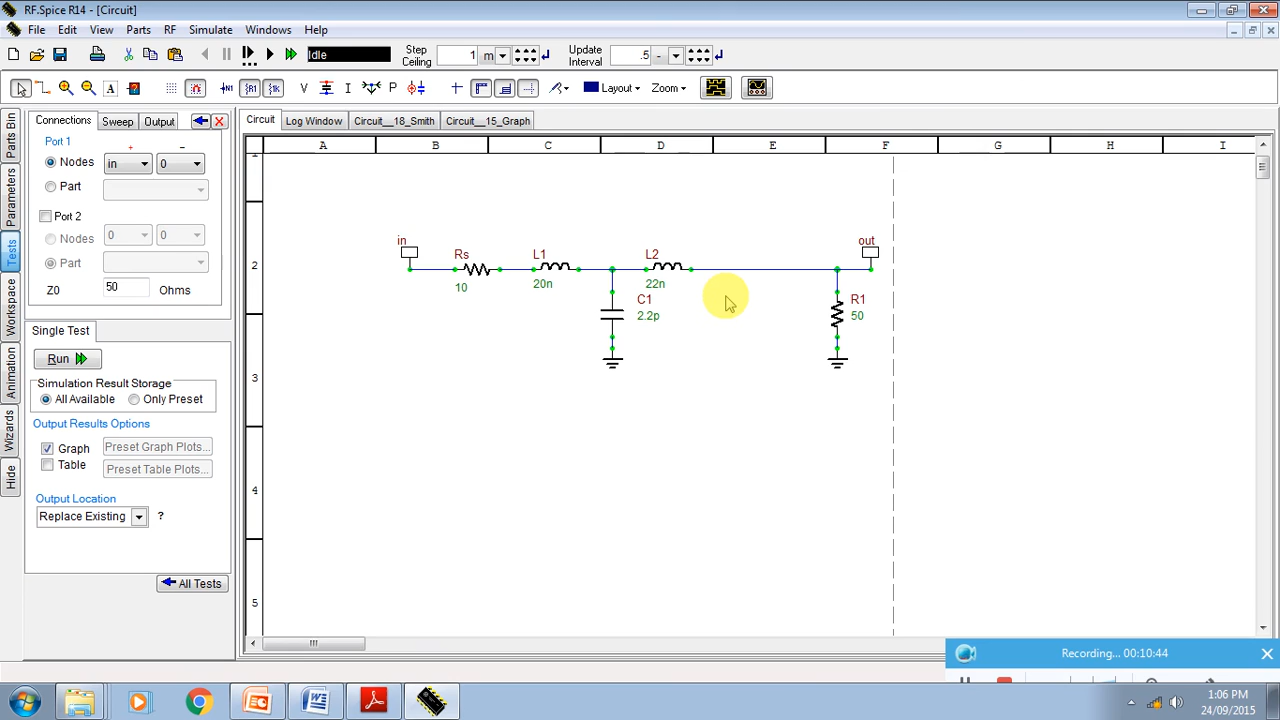 RF.Spice R14 - [Circuit]
File Edit View Parts RF Simulate Windows Help
Idle
Step Ceiling
1 m
Update Interval
.5 -
A
N1 R1 1K
V I P
Layout Zoom
Parts Bin
Parameters
Tests
Workspace
Animation
Wizards
Hide
Connections Sweep Output
Port 1
+ -
Nodes in 0
Part
Port 2
Nodes 0 0
Part
Z0 50 Ohms
Single Test
Run
Simulation Result Storage
All Available Only Preset
Output Results Options
Graph Preset Graph Plots...
Table Preset Table Plots...
Output Location
Replace Existing ?
All Tests
Circuit Log Window Circuit__18_Smith Circuit__15_Graph
A B C D E F G H I
1
2
3
4
5
in
Rs
10
L1
20n
L2
22n
C1
2.2p
out
R1
50
Recording... 00:10:44
1:06 PM
24/09/2015